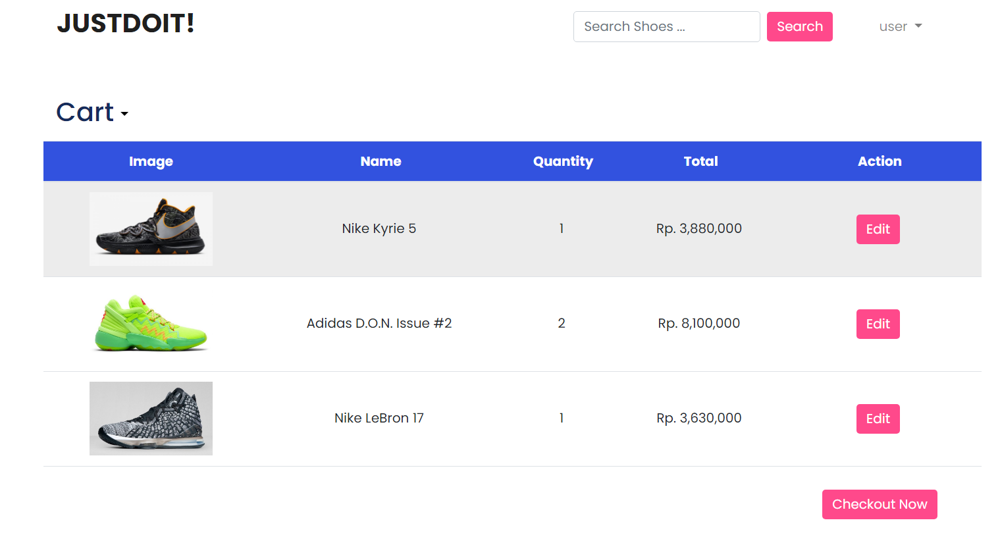 JUSTDOIT!
Search Shoes ... Search user
Cart
Image Name Quantity Total Action
Nike Kyrie 5 1 Rp. 3,880,000 Edit
Adidas D.O.N. Issue #2 2 Rp. 8,100,000 Edit
Nike LeBron 17 1 Rp. 3,630,000 Edit
Checkout Now